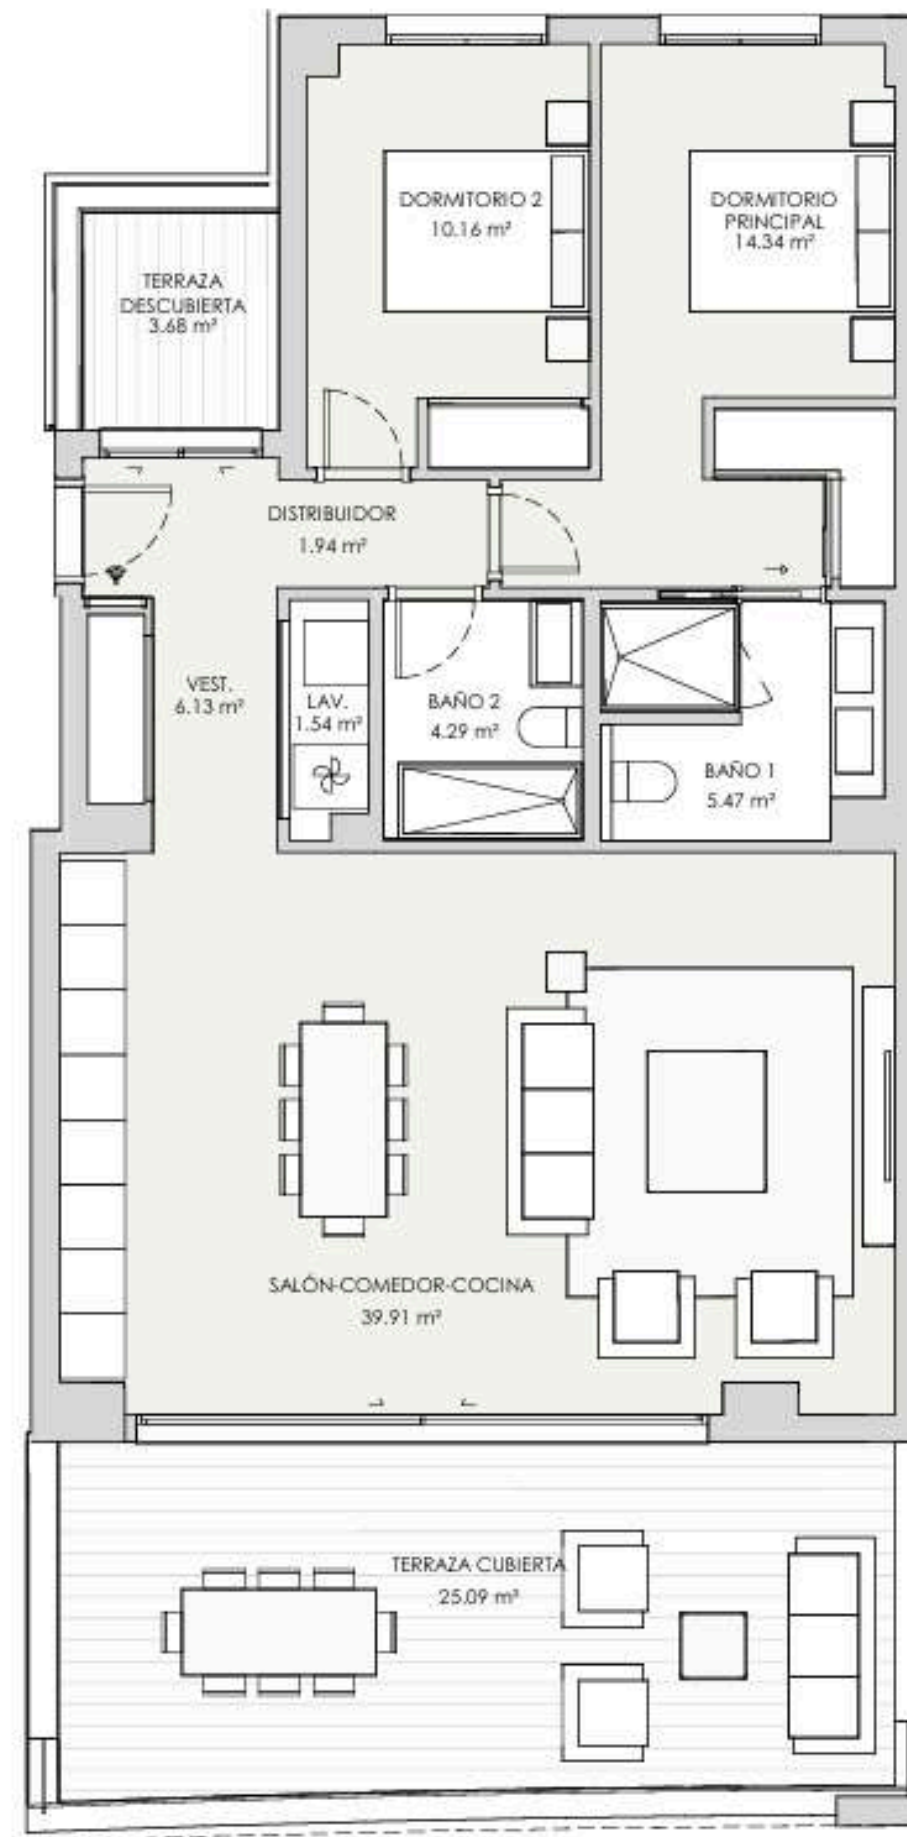 DORMITORIO 2
10.16 m²
DORMITORIO
PRINCIPAL
14.34 m²
TERRAZA
DESCUBIERTA
3.68 m²
DISTRIBUIDOR
1.94 m²
VEST.
6.13 m²
LAV.
1.54 m²
BAÑO 2
4.29 m²
BAÑO 1
5.47 m²
SALÓN-COMEDOR-COCINA
39.91 m²
TERRAZA CUBIERTA
25.09 m²